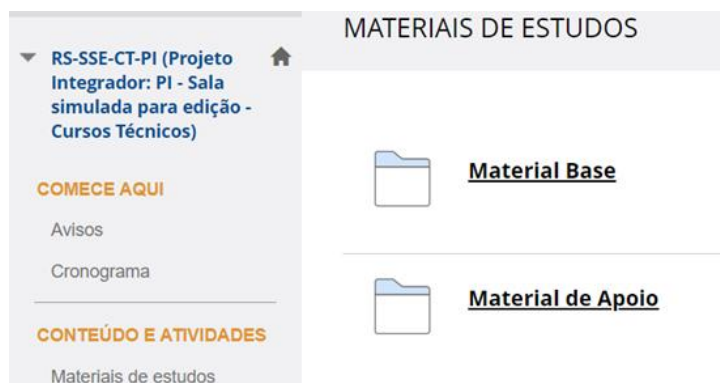 RS-SSE-CT-PI (Projeto
Integrador: PI - Sala
simulada para edição -
Cursos Técnicos)
COMECE AQUI
Avisos
Cronograma
CONTEÚDO E ATIVIDADES
Materiais de estudos
MATERIAIS DE ESTUDOS
Material Base
Material de Apoio